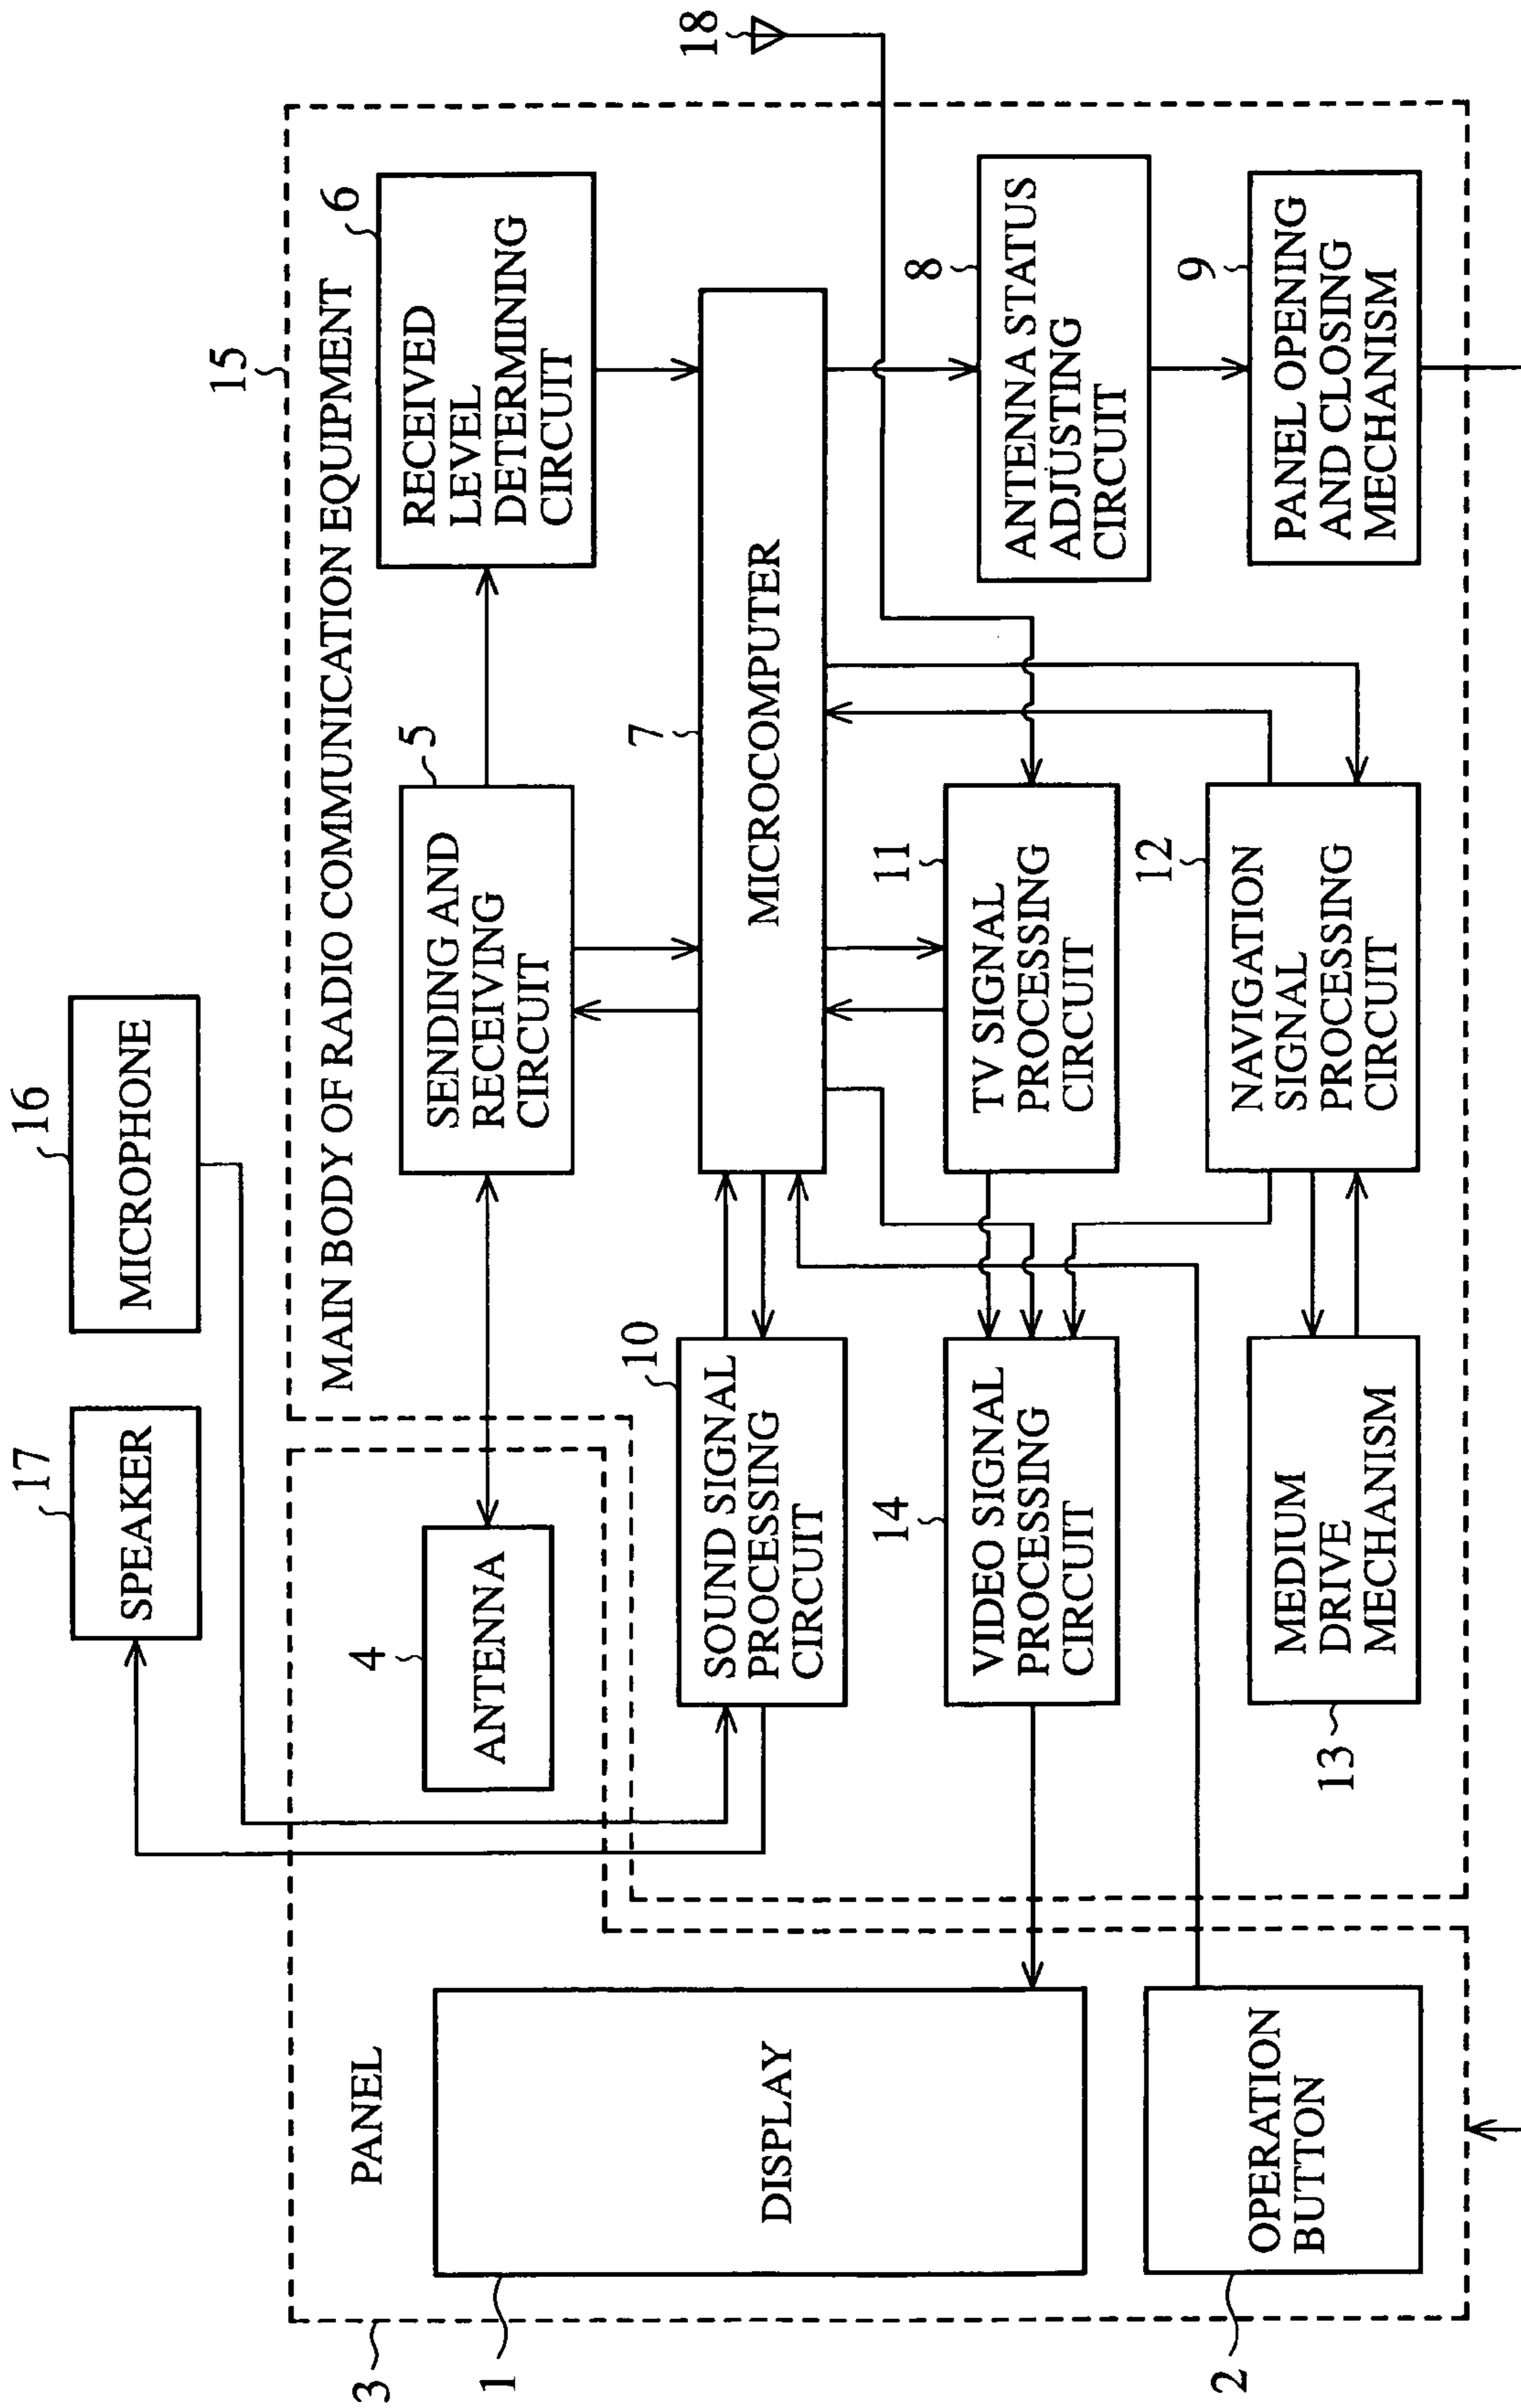 17
SPEAKER
16
MICROPHONE
15
18
3
PANEL
1
DISPLAY
2
OPERATION
BUTTON
MAIN BODY OF RADIO COMMUNICATION EQUIPMENT
4
ANTENNA
5
SENDING AND
RECEIVING
CIRCUIT
6
RECEIVED
LEVEL
DETERMINING
CIRCUIT
10
SOUND SIGNAL
PROCESSING
CIRCUIT
7
MICROCOMPUTER
14
VIDEO SIGNAL
PROCESSING
CIRCUIT
11
TV SIGNAL
PROCESSING
CIRCUIT
8
ANTENNA STATUS
ADJUSTING
CIRCUIT
13
MEDIUM
DRIVE
MECHANISM
12
NAVIGATION
SIGNAL
PROCESSING
CIRCUIT
9
PANEL OPENING
AND CLOSING
MECHANISM